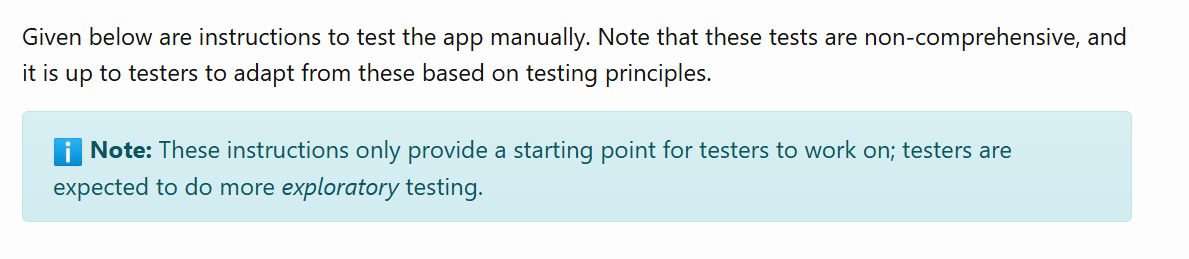 Given below are instructions to test the app manually. Note that these tests are non-comprehensive, and
it is up to testers to adapt from these based on testing principles.
ℹ️ Note: These instructions only provide a starting point for testers to work on; testers are
expected to do more exploratory testing.